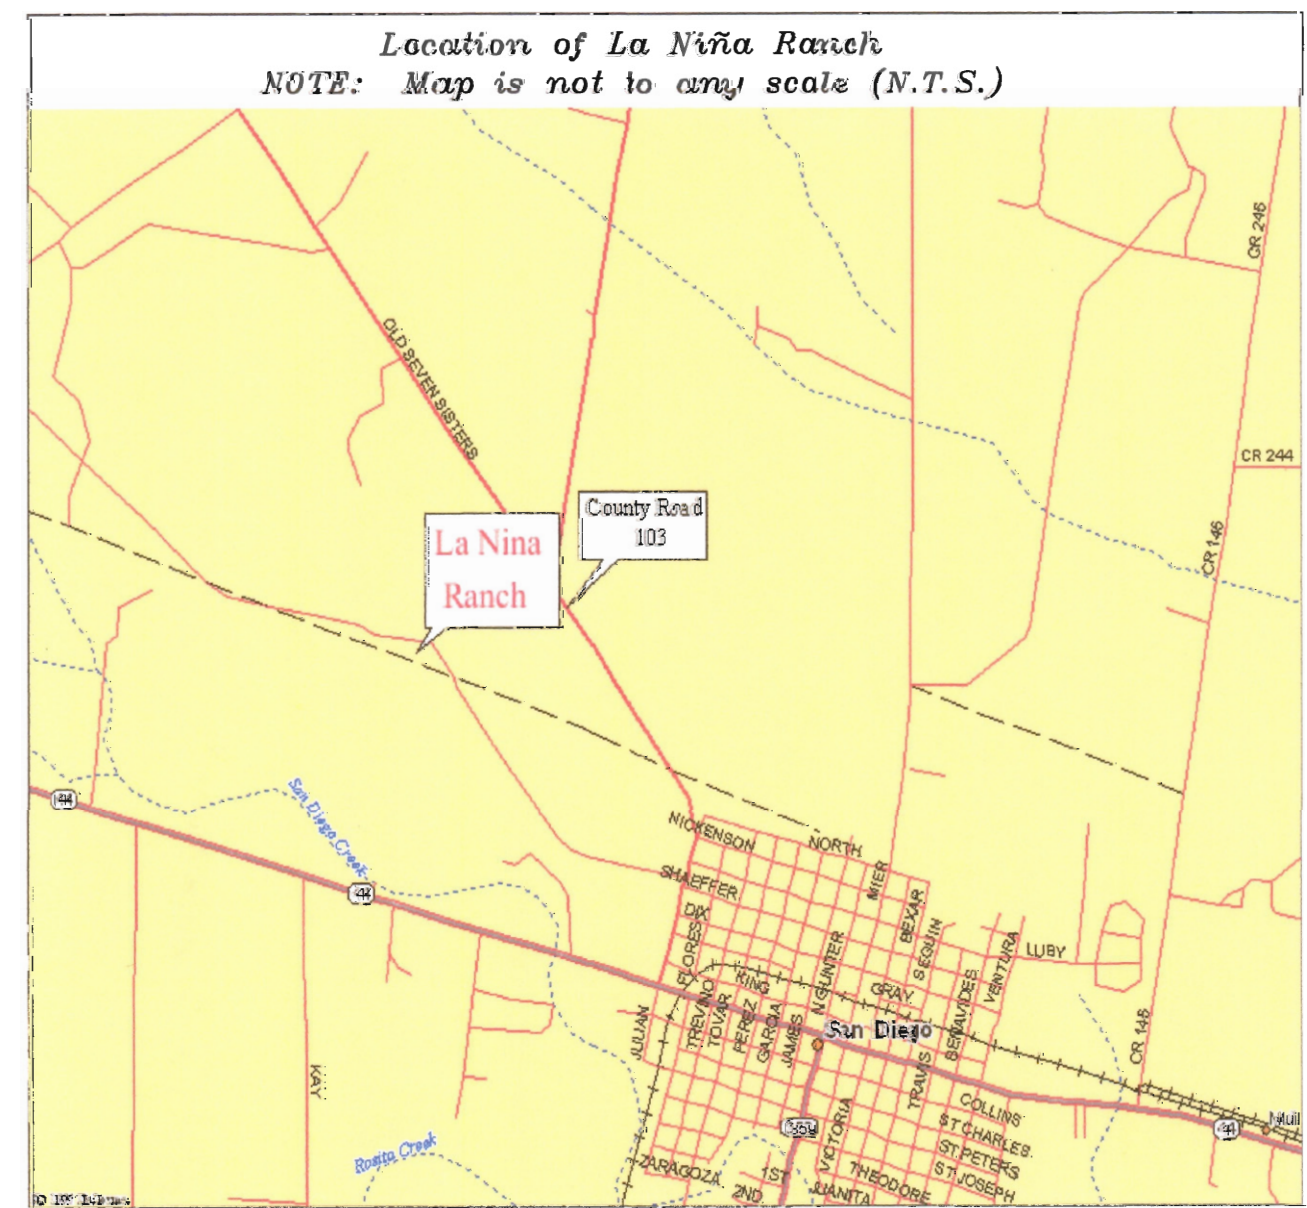 Location of La Niña Ranch
NOTE: Map is not to any scale (N.T.S.)
CR 246
OLD SEVEN SISTERS
CR 244
County Road
103
La Nina
Ranch
CR 146
44
San Diego Creek
44
NICKENSON
NORTH
SHAEFFER
MIER
BEXAR
DIX
FLORES
SEGUIN
VENTURA
LUBY
N GUNTER
KING
GRAY
BENAVIDES
TREVINO
TOVAR
PEREZ
GARCIA
JAMES
JULIAN
San Diego
CR 145
KAY
TRAVIS
COLLINS
ST CHARLES
ST PETERS
ST JOSEPH
44
359
VICTORIA
Rosito Creek
ZARAGOZA
1ST
2ND
THEODORE
JUANITA